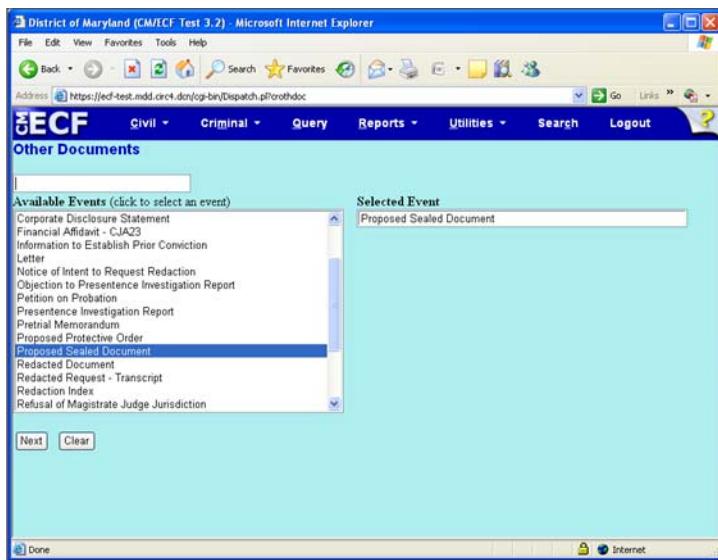 District of Maryland (CM/ECF Test 3.2) - Microsoft Internet Explorer
File Edit View Favorites Tools Help
Back Search Favorites
Address https://ecf-test.mdd.circ4.dcn/cgi-bin/Dispatch.pl?crothdoc Go Links »
CM ECF Civil Criminal Query Reports Utilities Search Logout ?
Other Documents
Available Events (click to select an event) Selected Event
Corporate Disclosure Statement Proposed Sealed Document
Financial Affidavit - CJA23
Information to Establish Prior Conviction
Letter
Notice of Intent to Request Redaction
Objection to Presentence Investigation Report
Petition on Probation
Presentence Investigation Report
Pretrial Memorandum
Proposed Protective Order
Proposed Sealed Document
Redacted Document
Redacted Request - Transcript
Redaction Index
Refusal of Magistrate Judge Jurisdiction
Next Clear
Done Internet